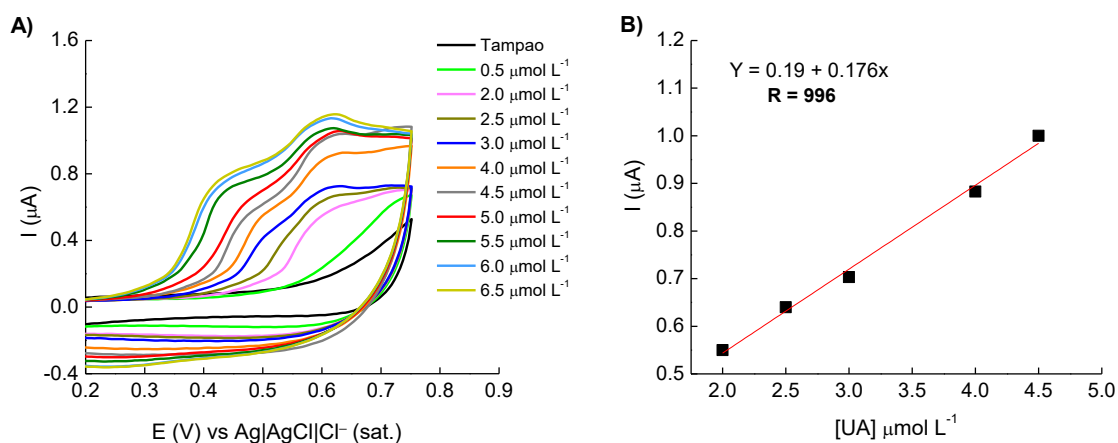 A)
1.6
1.2
0.8
0.4
0.0
-0.4
I (μA)
0.2 0.3 0.4 0.5 0.6 0.7 0.8 0.9
E (V) vs Ag|AgCl|Cl⁻ (sat.)
Tampao
0.5 μmol L⁻¹
2.0 μmol L⁻¹
2.5 μmol L⁻¹
3.0 μmol L⁻¹
4.0 μmol L⁻¹
4.5 μmol L⁻¹
5.0 μmol L⁻¹
5.5 μmol L⁻¹
6.0 μmol L⁻¹
6.5 μmol L⁻¹
B)
1.2
1.1
1.0
0.9
0.8
0.7
0.6
0.5
I (μA)
Y = 0.19 + 0.176x
R = 996
2.0 2.5 3.0 3.5 4.0 4.5 5.0
[UA] μmol L⁻¹